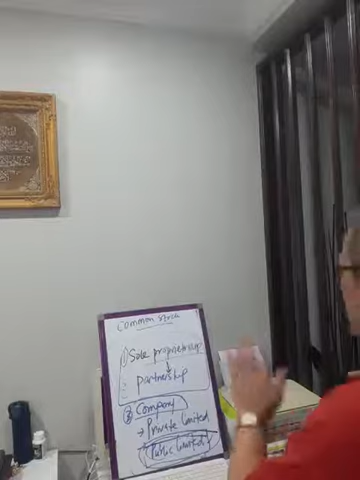 Common Stock
① Sole proprietorship
Partnership
② Company
→ Private Limited
Public Limited